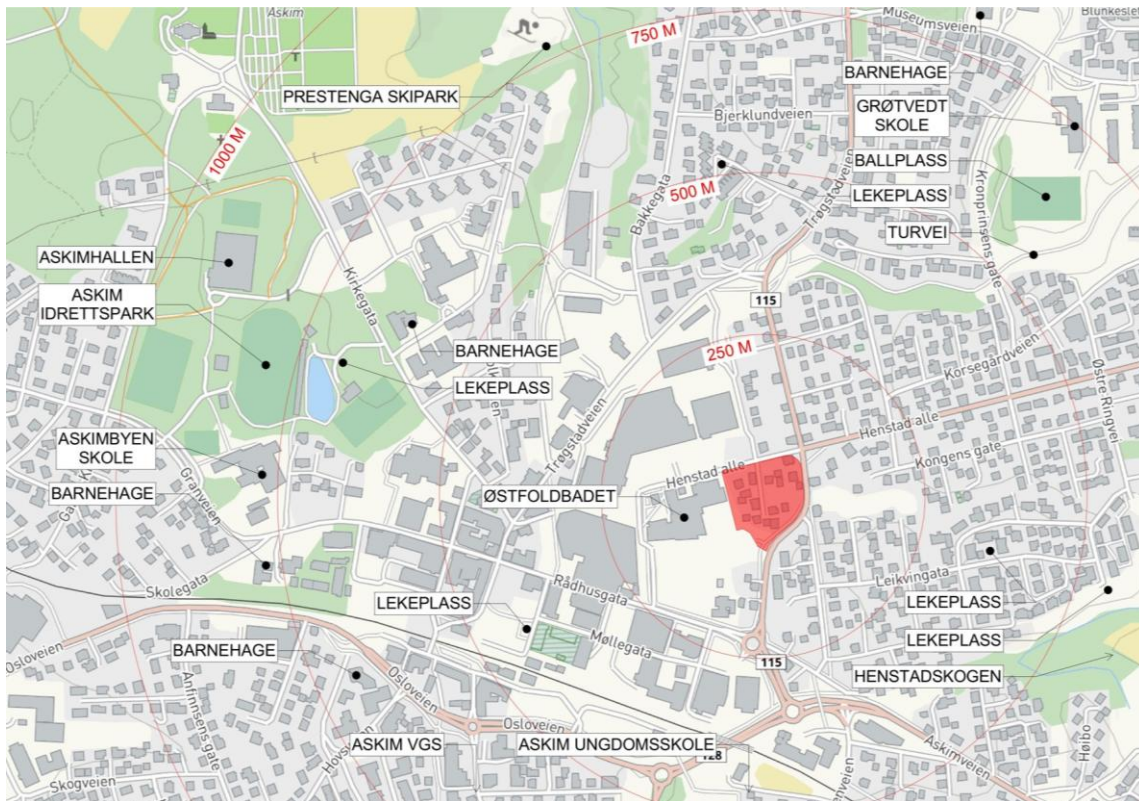 Askim
750 M
Museumsveien
PRESTENGA SKIPARK
BARNEHAGE
GRØTVEDT
SKOLE
Bjerklundveien
1000 M
BALLPLASS
500 M
LEKEPLASS
Bakkegata
Trøgstadveien
Kronprinsens gate
TURVEI
ASKIMHALLEN
Kirkegata
ASKIM
IDRETTSPARK
115
250 M
BARNEHAGE
LEKEPLASS
Korsegårdveien
Østre Ringvei
ASKIMBYEN
SKOLE
Henstad alle
Trøgstadveien
Kongens gate
Granveien
Henstad alle
BARNEHAGE
ØSTFOLDBADET
Skolegata
Rådhusgata
Leikvingata
LEKEPLASS
LEKEPLASS
Møllegata
LEKEPLASS
Osloveien
BARNEHAGE
115
HENSTADSKOGEN
Anfinnsens gate
Osloveien
Osloveien
ASKIM VGS
ASKIM UNGDOMSSKOLE
128
Askimveien
Hørbo
Skogveien